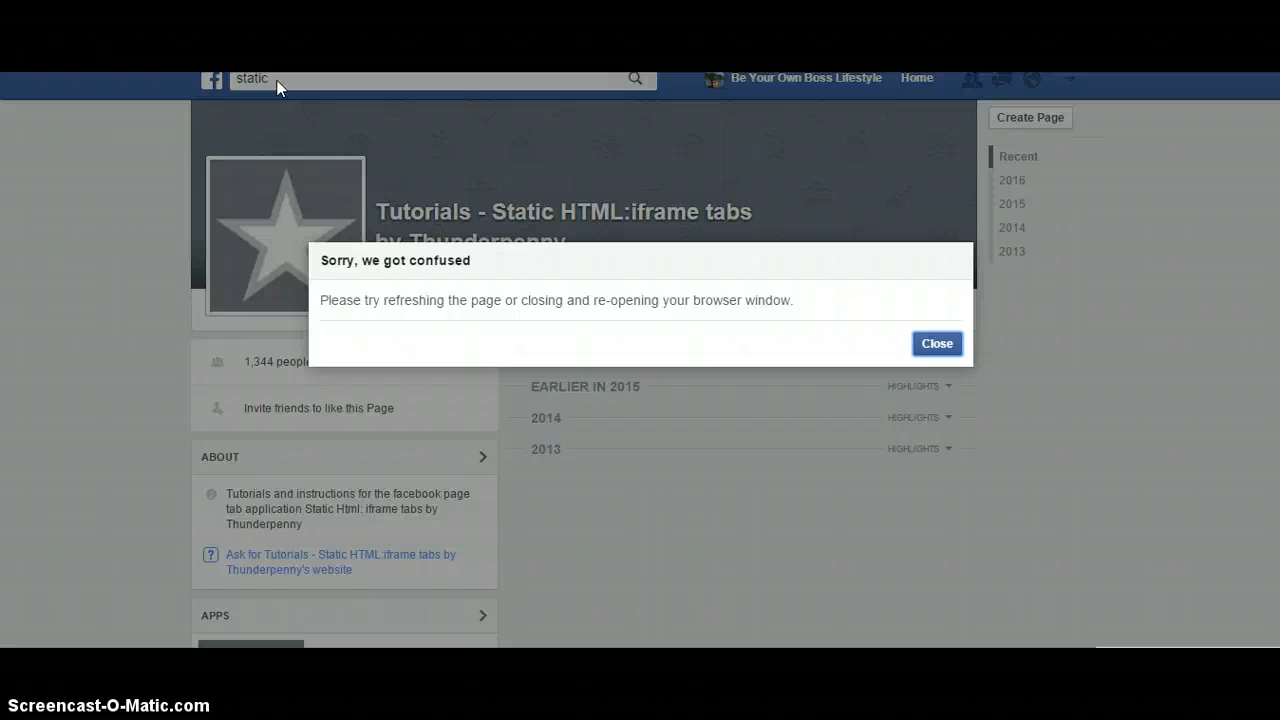 static
Be Your Own Boss Lifestyle
Home
Create Page
Recent
2016
2015
2014
2013
Tutorials - Static HTML:iframe tabs
by Thunderpenny
Sorry, we got confused
Please try refreshing the page or closing and re-opening your browser window.
Close
1,344 people
Invite friends to like this Page
ABOUT
Tutorials and instructions for the facebook page
tab application Static Html: iframe tabs by
Thunderpenny
Ask for Tutorials - Static HTML:iframe tabs by
Thunderpenny's website
APPS
EARLIER IN 2015
HIGHLIGHTS
2014
HIGHLIGHTS
2013
HIGHLIGHTS
Screencast-O-Matic.com